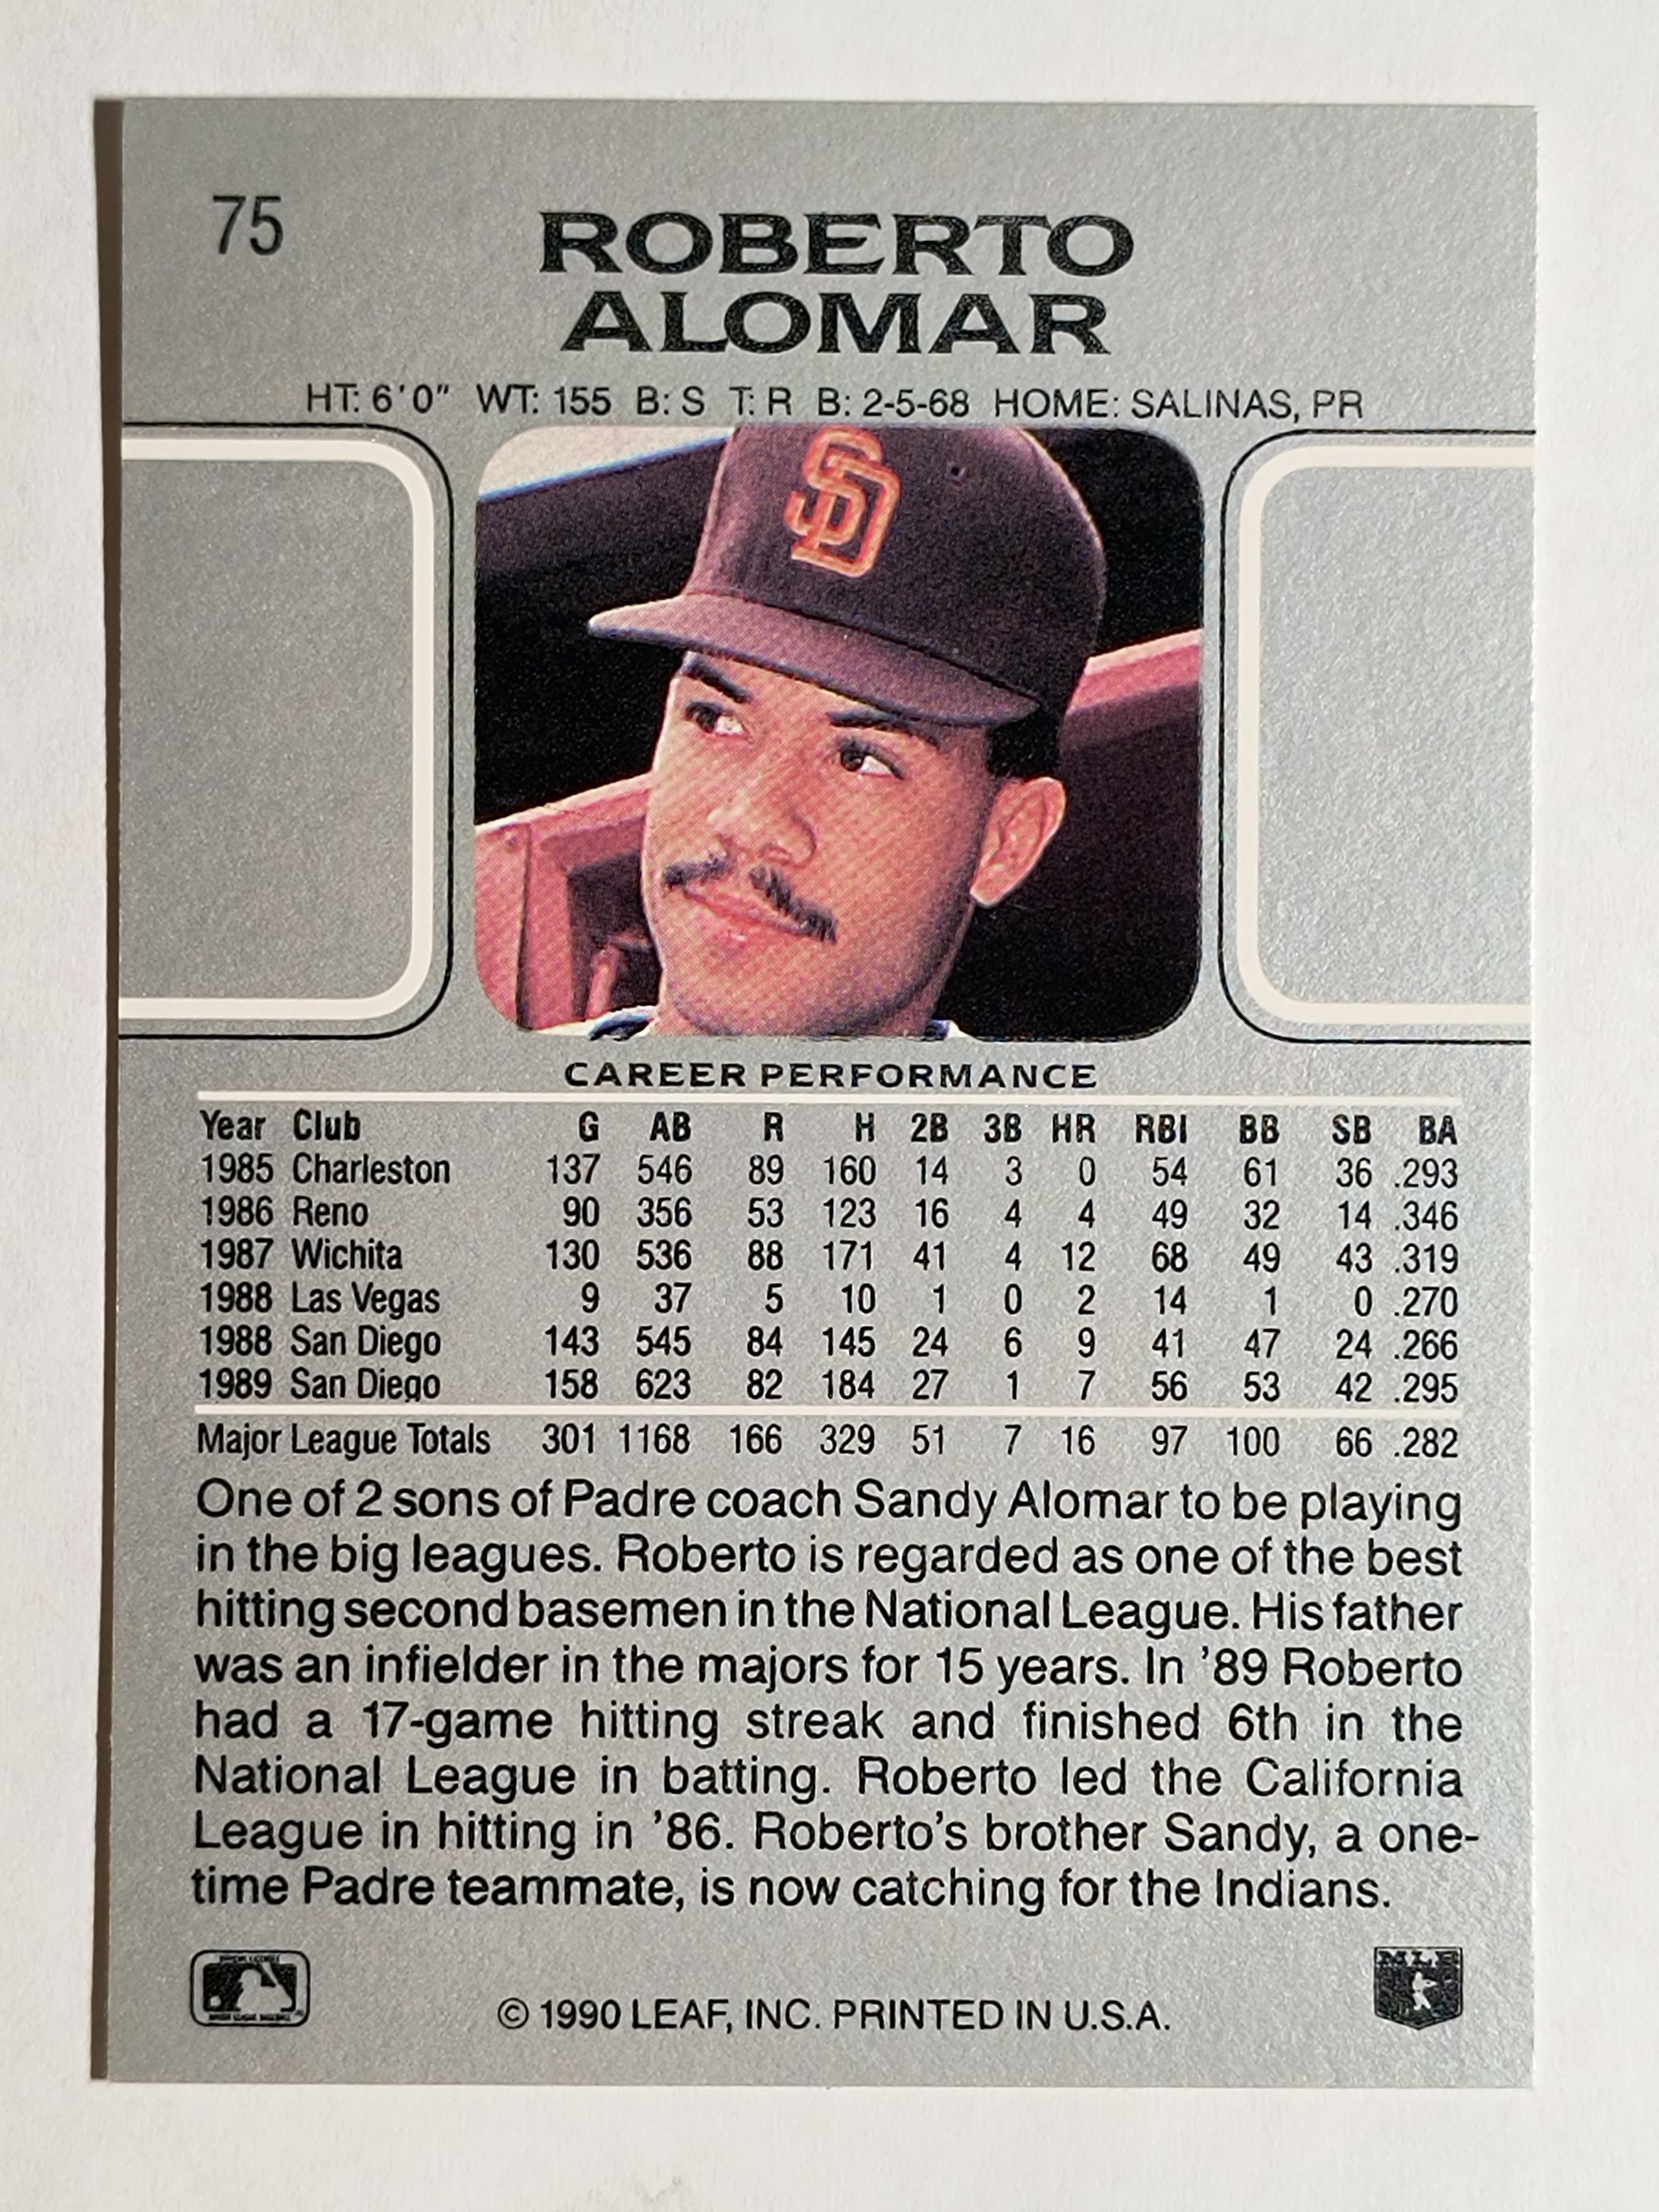 75
ROBERTO
ALOMAR
HT: 6'0" WT: 155 B: S T: R B: 2-5-68 HOME: SALINAS, PR
SD
CAREER PERFORMANCE
Year Club G AB R H 2B 3B HR RBI BB SB BA
1985 Charleston 137 546 89 160 14 3 0 54 61 36 .293
1986 Reno 90 356 53 123 16 4 4 49 32 14 .346
1987 Wichita 130 536 88 171 41 4 12 68 49 43 .319
1988 Las Vegas 9 37 5 10 1 0 2 14 1 0 .270
1988 San Diego 143 545 84 145 24 6 9 41 47 24 .266
1989 San Diego 158 623 82 184 27 1 7 56 53 42 .295
Major League Totals 301 1168 166 329 51 7 16 97 100 66 .282
One of 2 sons of Padre coach Sandy Alomar to be playing
in the big leagues. Roberto is regarded as one of the best
hitting second basemen in the National League. His father
was an infielder in the majors for 15 years. In '89 Roberto
had a 17-game hitting streak and finished 6th in the
National League in batting. Roberto led the California
League in hitting in '86. Roberto's brother Sandy, a one-
time Padre teammate, is now catching for the Indians.
© 1990 LEAF, INC. PRINTED IN U.S.A.